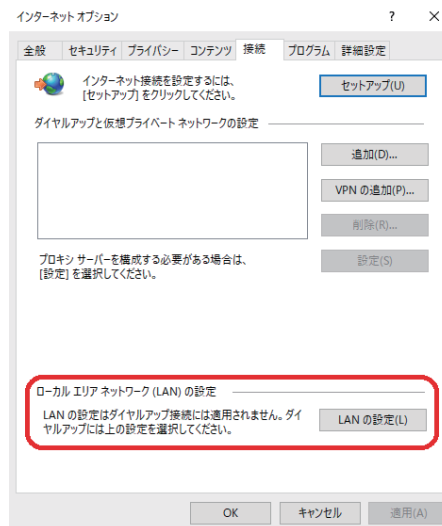 インターネット オプション ? ×
全般 セキュリティ プライバシー コンテンツ 接続 プログラム 詳細設定
インターネット接続を設定するには、
[セットアップ] をクリックしてください。
セットアップ(U)
ダイヤルアップと仮想プライベート ネットワークの設定
追加(D)...
VPN の追加(P)...
削除(R)...
プロキシ サーバーを構成する必要がある場合は、
[設定] を選択してください。
設定(S)
ローカル エリア ネットワーク (LAN) の設定
LAN の設定はダイヤルアップ接続には適用されません。ダイ
ヤルアップには上の設定を選択してください。
LAN の設定(L)
OK キャンセル 適用(A)